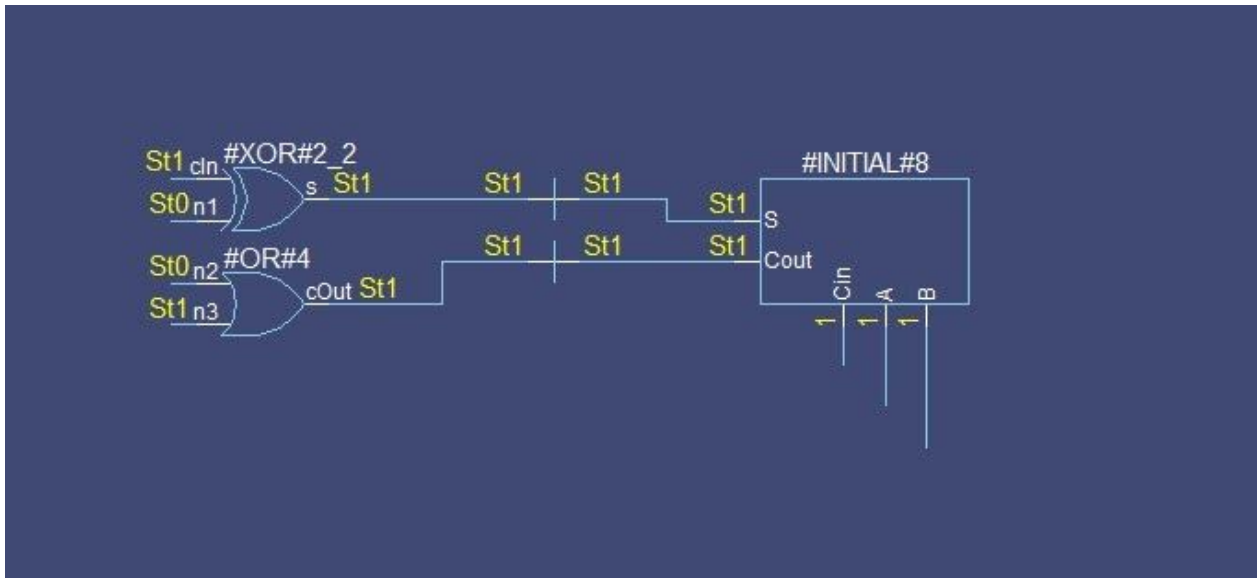 #XOR#2_2
St1 cIn
s St1 St1 St1
St0 n1
#OR#4
St0 n2
cOut St1 St1 St1
St1 n3
#INITIAL#8
St1 S
St1 Cout
Cin A B
1 1 1